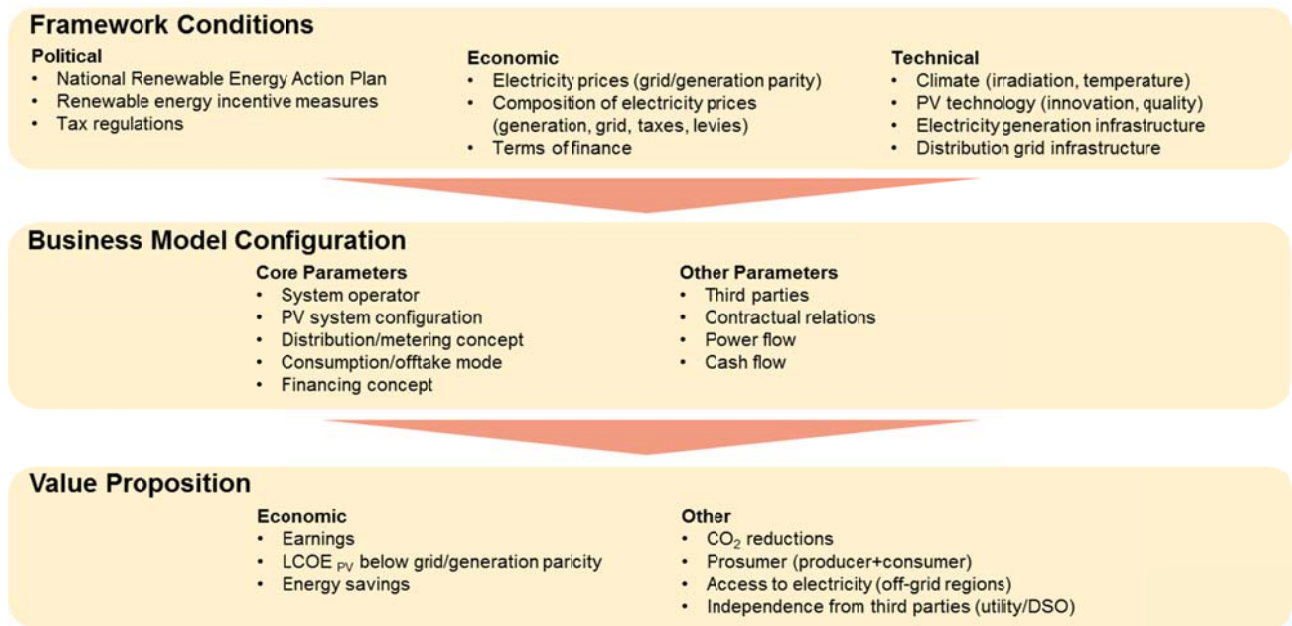 Framework Conditions
Political
• National Renewable Energy Action Plan
• Renewable energy incentive measures
• Tax regulations
Economic
• Electricity prices (grid/generation parity)
• Composition of electricity prices
(generation, grid, taxes, levies)
• Terms of finance
Technical
• Climate (irradiation, temperature)
• PV technology (innovation, quality)
• Electricity generation infrastructure
• Distribution grid infrastructure
Business Model Configuration
Core Parameters
• System operator
• PV system configuration
• Distribution/metering concept
• Consumption/offtake mode
• Financing concept
Other Parameters
• Third parties
• Contractual relations
• Power flow
• Cash flow
Value Proposition
Economic
• Earnings
• LCOE PV below grid/generation paricity
• Energy savings
Other
• CO2 reductions
• Prosumer (producer+consumer)
• Access to electricity (off-grid regions)
• Independence from third parties (utility/DSO)